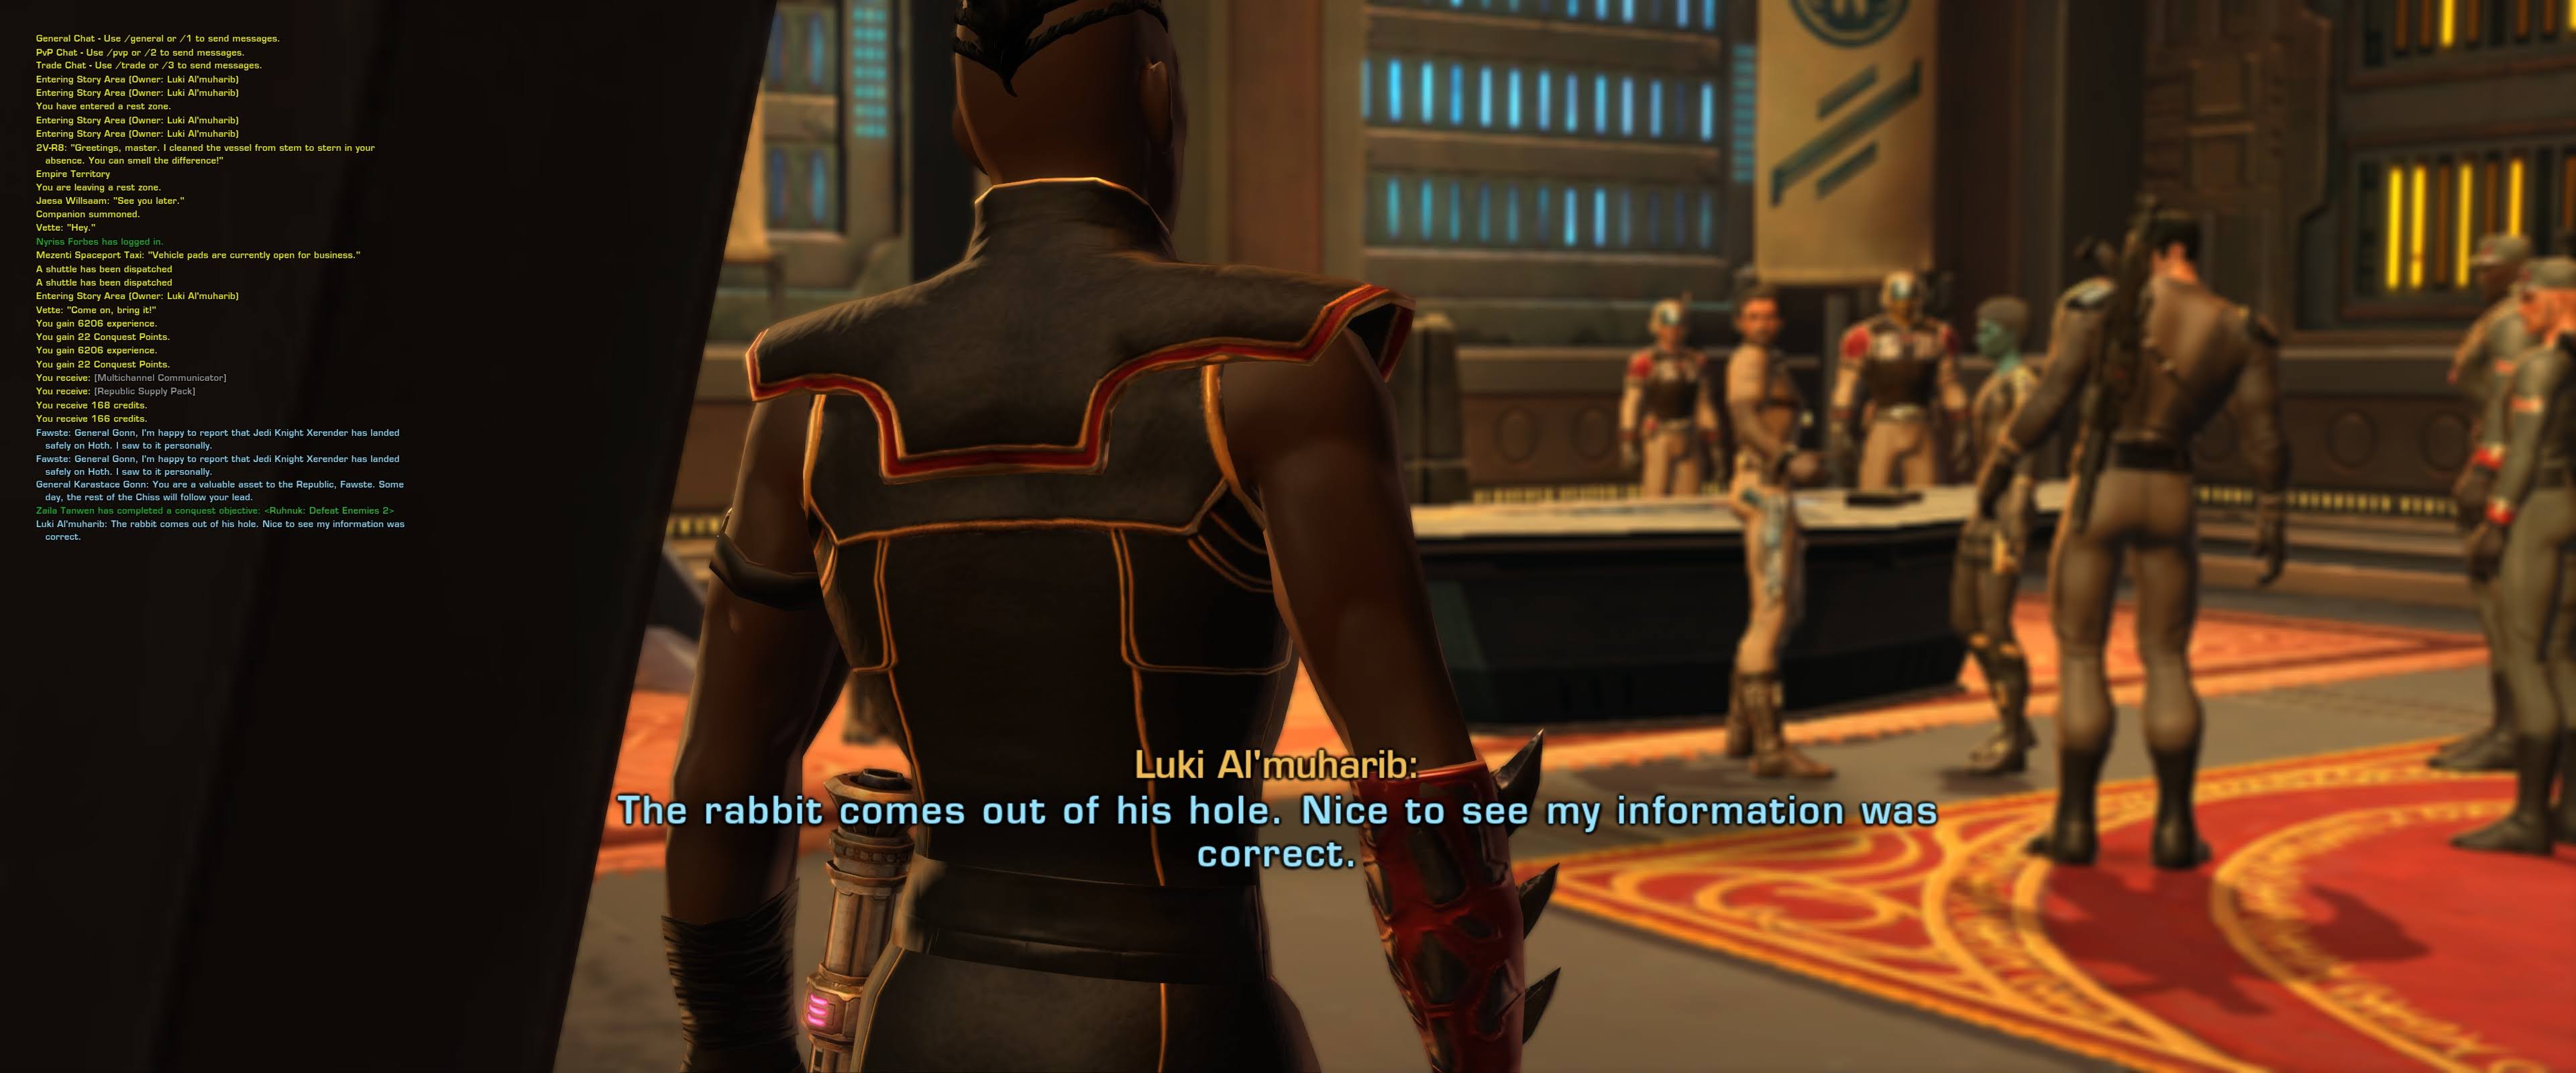 General Chat - Use /general or /1 to send messages.
PvP Chat - Use /pvp or /2 to send messages.
Trade Chat - Use /trade or /3 to send messages.
Entering Story Area (Owner: Luki Al'muharib)
Entering Story Area (Owner: Luki Al'muharib)
You have entered a rest zone.
Entering Story Area (Owner: Luki Al'muharib)
Entering Story Area (Owner: Luki Al'muharib)
2V-R8: "Greetings, master. I cleaned the vessel from stem to stern in your
absence. You can smell the difference!"
Empire Territory
You are leaving a rest zone.
Jaesa Willsaam: "See you later."
Companion summoned.
Vette: "Hey."
Nyriss Forbes has logged in.
Mezenti Spaceport Taxi: "Vehicle pads are currently open for business."
A shuttle has been dispatched
A shuttle has been dispatched
Entering Story Area (Owner: Luki Al'muharib)
Vette: "Come on, bring it!"
You gain 6206 experience.
You gain 22 Conquest Points.
You gain 6206 experience.
You gain 22 Conquest Points.
You receive: [Multichannel Communicator]
You receive: [Republic Supply Pack]
You receive 168 credits.
You receive 166 credits.
Fawste: General Gonn, I'm happy to report that Jedi Knight Xerender has landed
safely on Hoth. I saw to it personally.
Fawste: General Gonn, I'm happy to report that Jedi Knight Xerender has landed
safely on Hoth. I saw to it personally.
General Karastace Gonn: You are a valuable asset to the Republic, Fawste. Some
day, the rest of the Chiss will follow your lead.
Zaila Tanwen has completed a conquest objective: <Ruhnuk: Defeat Enemies 2>
Luki Al'muharib: The rabbit comes out of his hole. Nice to see my information was
correct.
Luki Al'muharib:
The rabbit comes out of his hole. Nice to see my information was
correct.